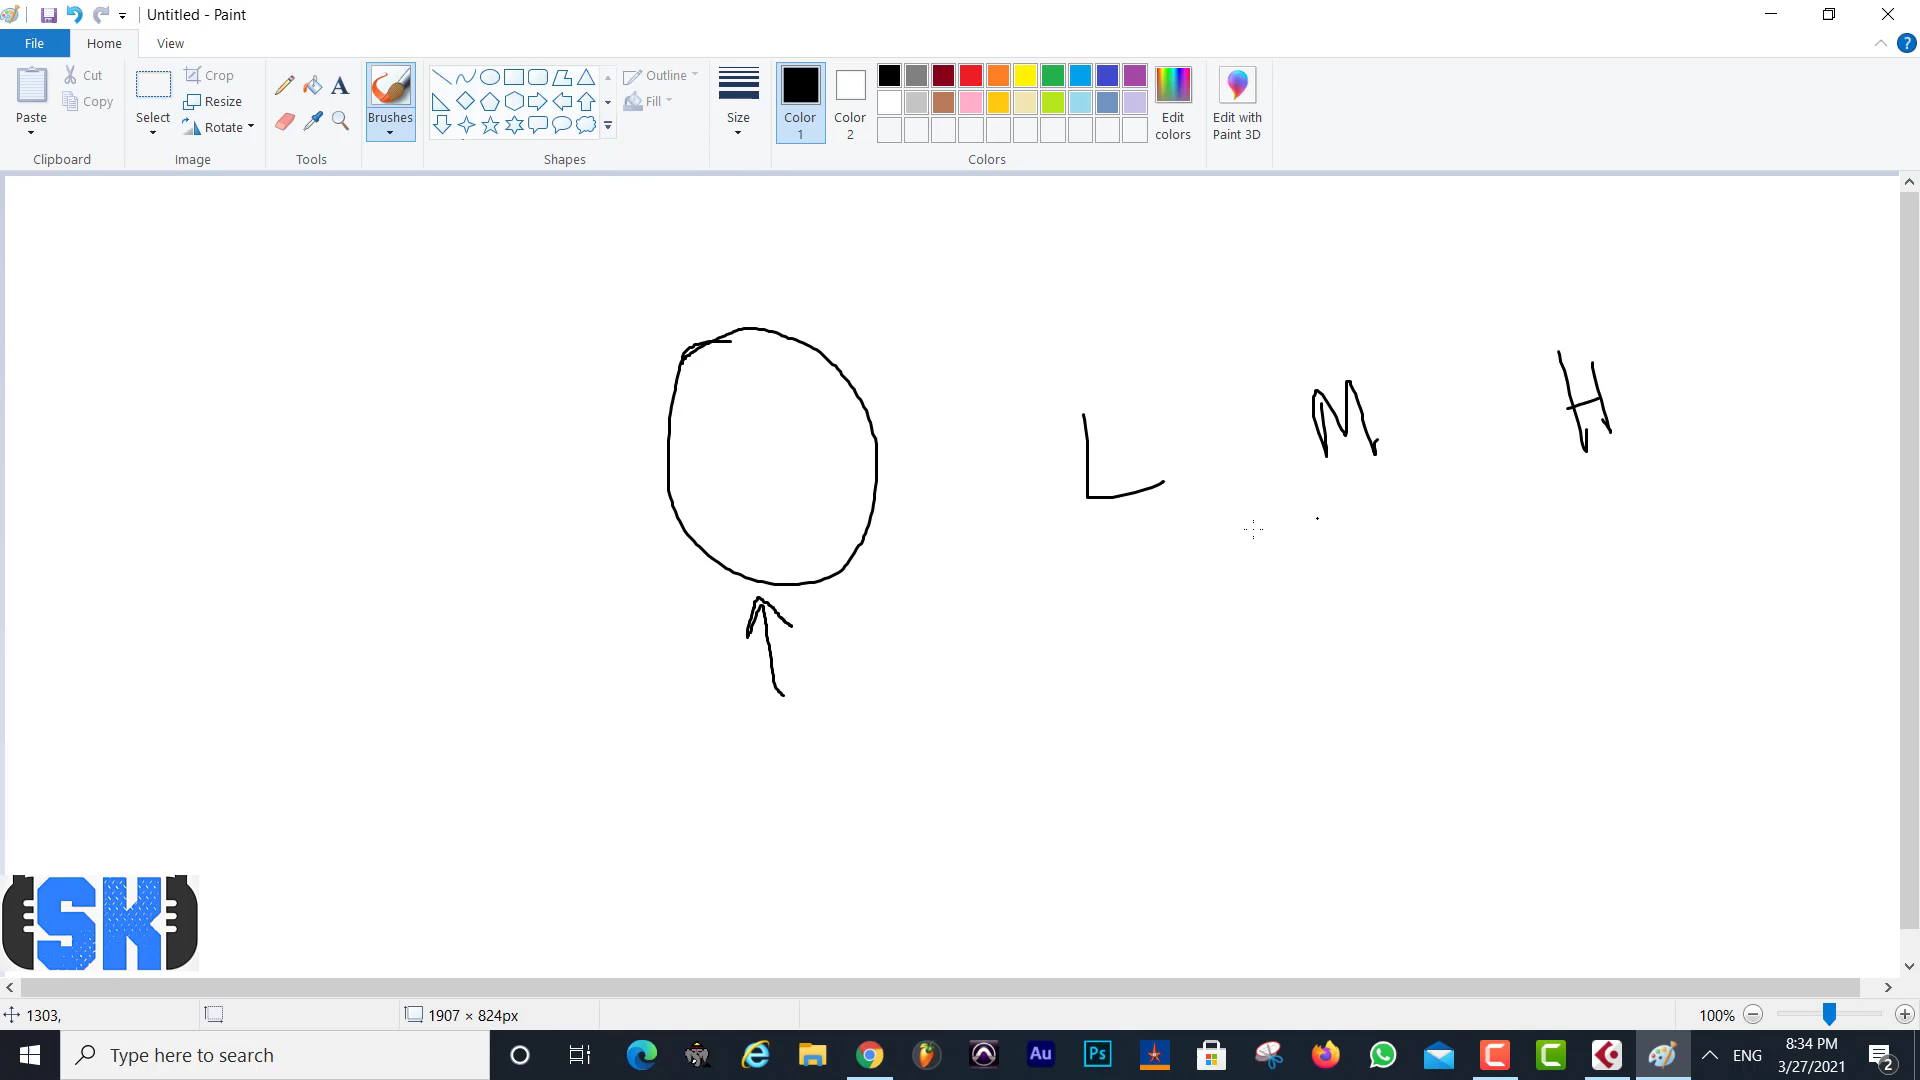 Untitled - Paint
File Home View
Paste
Cut
Copy
Clipboard
Select
Crop
Resize
Rotate
Image
Tools
Brushes
Shapes
Outline
Fill
Size
Color 1
Color 2
Colors
Edit colors
Edit with Paint 3D
?
L M H
SK
1303,
1907 × 824px
100%
Type here to search
Au
Ps
ENG
8:34 PM
3/27/2021
2